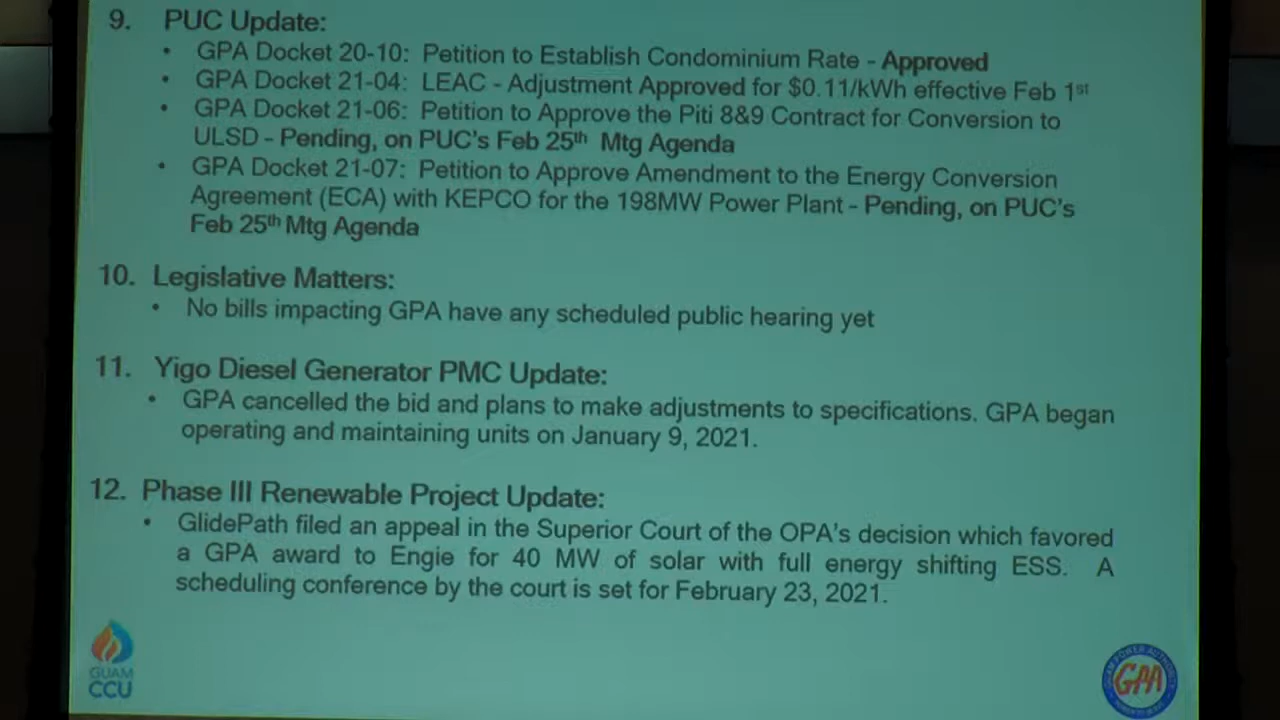 9. PUC Update:
• GPA Docket 20-10: Petition to Establish Condominium Rate - Approved
• GPA Docket 21-04: LEAC - Adjustment Approved for $0.11/kWh effective Feb 1st
• GPA Docket 21-06: Petition to Approve the Piti 8&9 Contract for Conversion to
ULSD - Pending, on PUC's Feb 25th Mtg Agenda
• GPA Docket 21-07: Petition to Approve Amendment to the Energy Conversion
Agreement (ECA) with KEPCO for the 198MW Power Plant - Pending, on PUC's
Feb 25th Mtg Agenda
10. Legislative Matters:
• No bills impacting GPA have any scheduled public hearing yet
11. Yigo Diesel Generator PMC Update:
• GPA cancelled the bid and plans to make adjustments to specifications. GPA began
operating and maintaining units on January 9, 2021.
12. Phase III Renewable Project Update:
• GlidePath filed an appeal in the Superior Court of the OPA's decision which favored
a GPA award to Engie for 40 MW of solar with full energy shifting ESS. A
scheduling conference by the court is set for February 23, 2021.
GUAM
CCU
GUAM POWER AUTHORITY
GPA